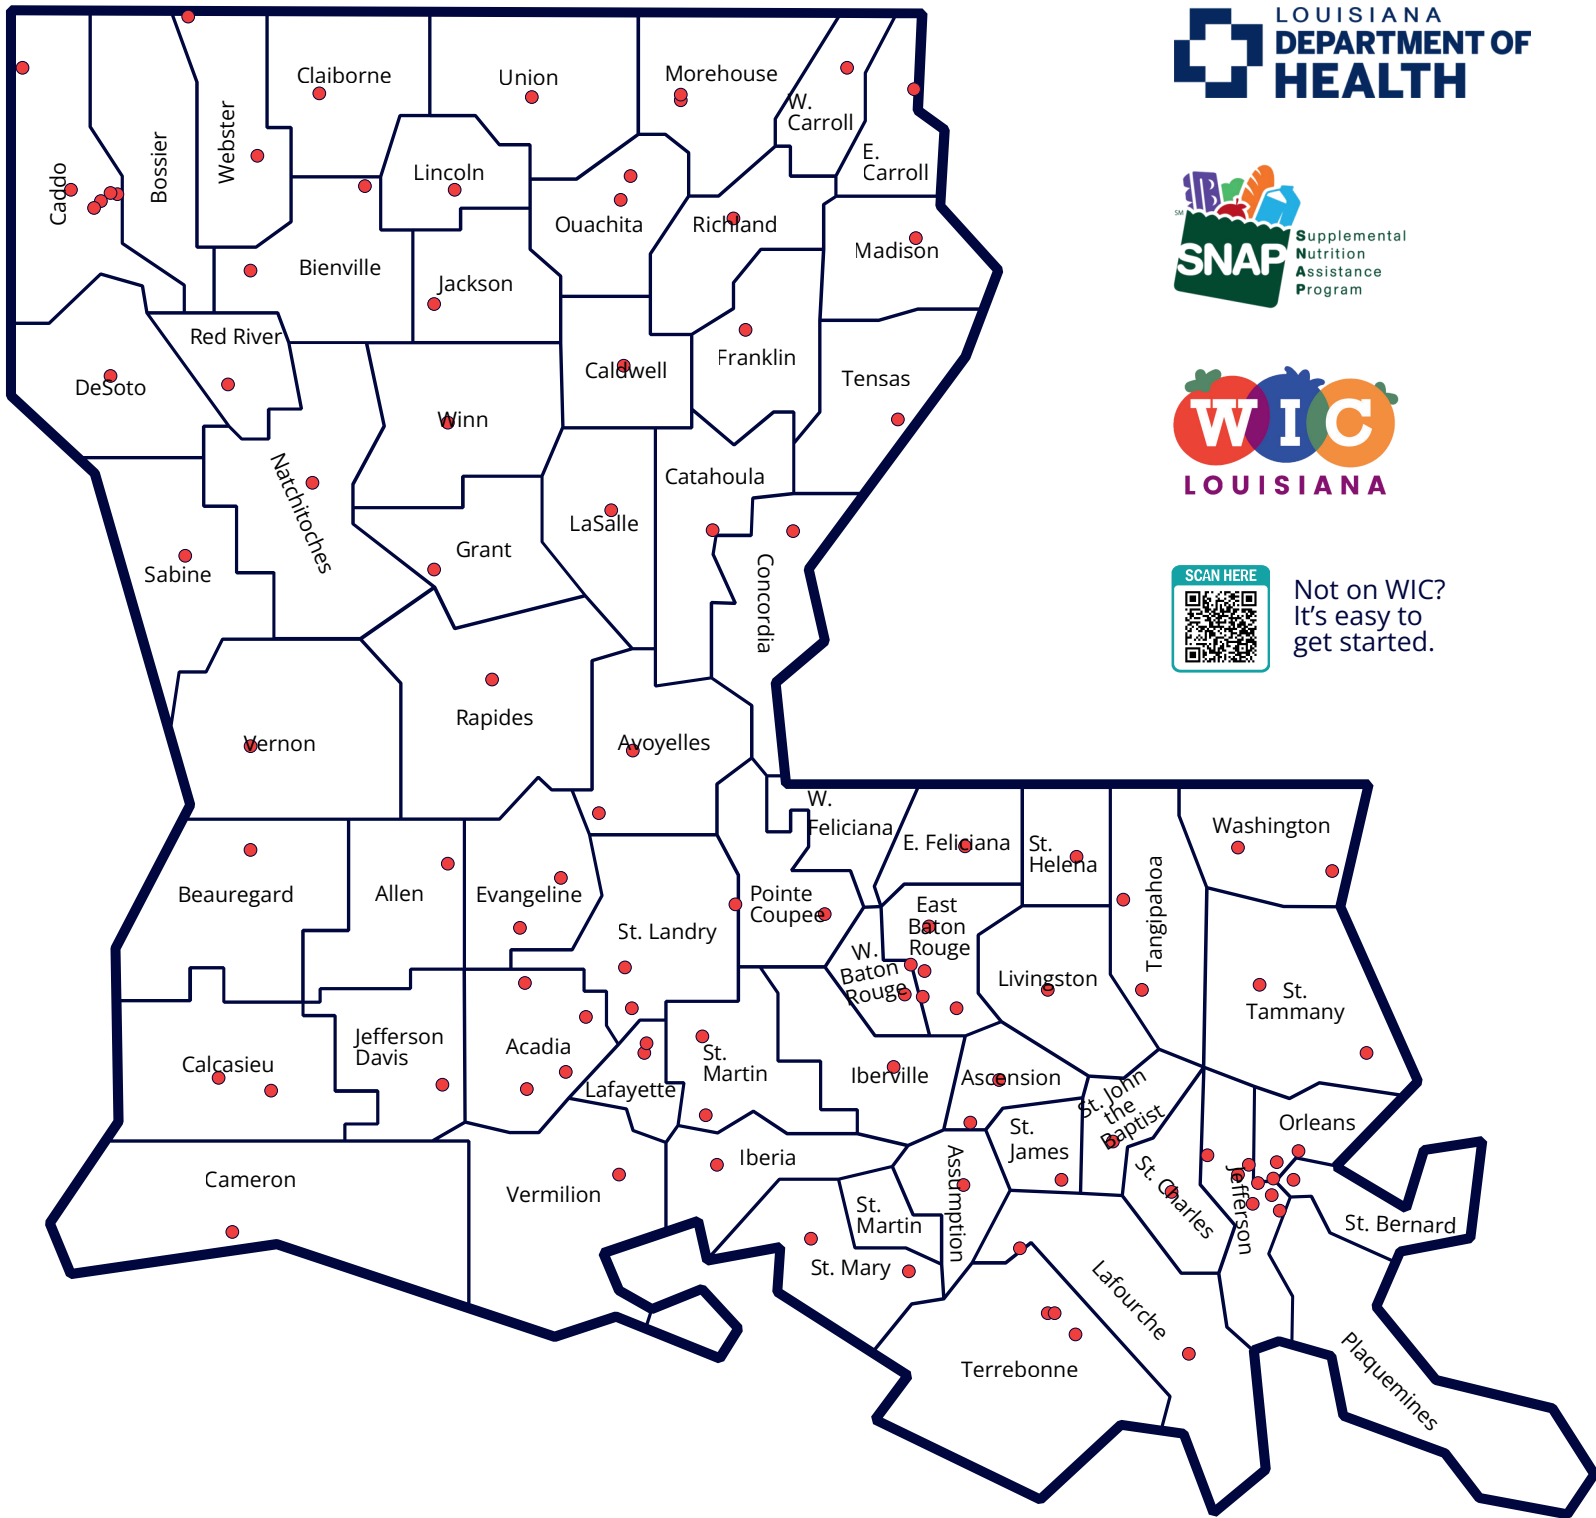 LOUISIANA
DEPARTMENT OF
HEALTH
Claiborne
Union
Morehouse
W.
Carroll
E.
Carroll
Caddo
Bossier
Webster
Lincoln
Ouachita
Richland
Madison
Bienville
Jackson
Red River
DeSoto
Caldwell
Franklin
Tensas
Winn
Natchitoches
Catahoula
LaSalle
Grant
Sabine
Concordia
Rapides
Vernon
Avoyelles
W.
Feliciana
E. Feliciana
St.
Helena
Washington
Tangipahoa
Beauregard
Allen
Evangeline
St. Landry
Pointe
Coupee
East
Baton
Rouge
W.
Baton
Rouge
Livingston
St.
Tammany
Calcasieu
Jefferson
Davis
Acadia
Lafayette
St.
Martin
Iberville
Ascension
St. John
the
Baptist
Orleans
St.
James
Cameron
Vermilion
Iberia
Assumption
St. Charles
Jefferson
St.
Martin
St. Mary
St. Bernard
Lafourche
Terrebonne
Plaquemines
SM
SNAP
Supplemental
Nutrition
Assistance
Program
WIC
LOUISIANA
SCAN HERE
Not on WIC?
It’s easy to
get started.